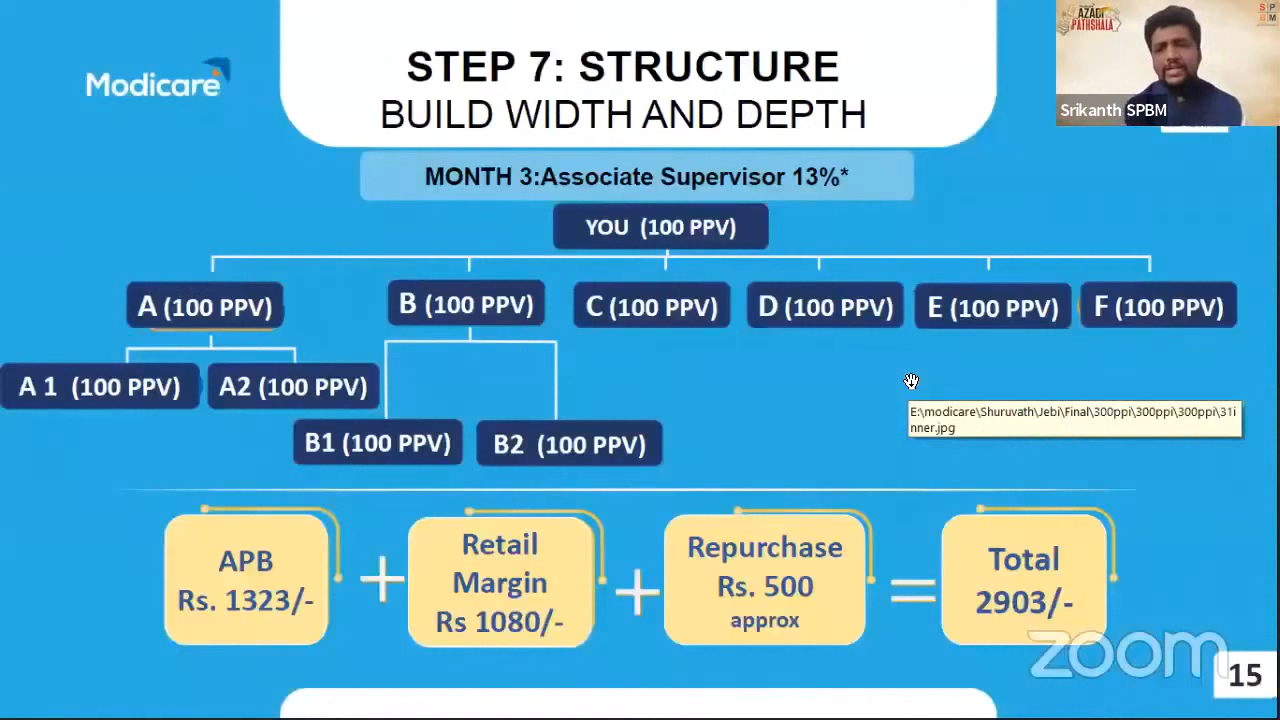 Modicare
STEP 7: STRUCTURE
BUILD WIDTH AND DEPTH
AZADI
PATHSHALA
S P
B M
Srikanth SPBM
MONTH 3:Associate Supervisor 13%*
YOU (100 PPV)
A (100 PPV)
B (100 PPV)
C (100 PPV)
D (100 PPV)
E (100 PPV)
F (100 PPV)
A 1 (100 PPV)
A2 (100 PPV)
B1 (100 PPV)
B2 (100 PPV)
E:\modicare\Shuruvath\Jebi\Final\300ppi\300ppi\300ppi\31i
nner.jpg
APB
Rs. 1323/-
+
Retail
Margin
Rs 1080/-
+
Repurchase
Rs. 500
approx
=
Total
2903/-
zoom
15